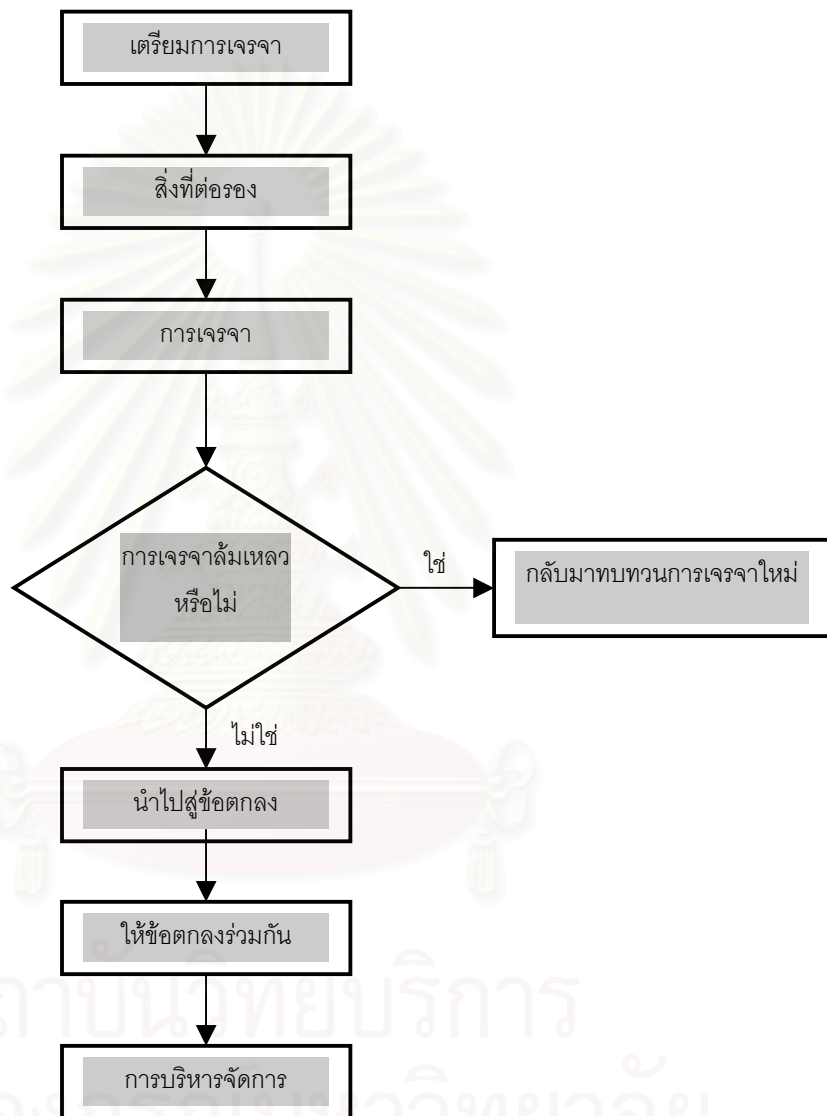 เตรียมการเจรจา
สิ่งที่ต่อรอง
การเจรจา
การเจรจาล้มเหลว
หรือไม่
ใช่
กลับมาทบทวนการเจรจาใหม่
ไม่ใช่
นำไปสู่ข้อตกลง
ให้ข้อตกลงร่วมกัน
การบริหารจัดการ